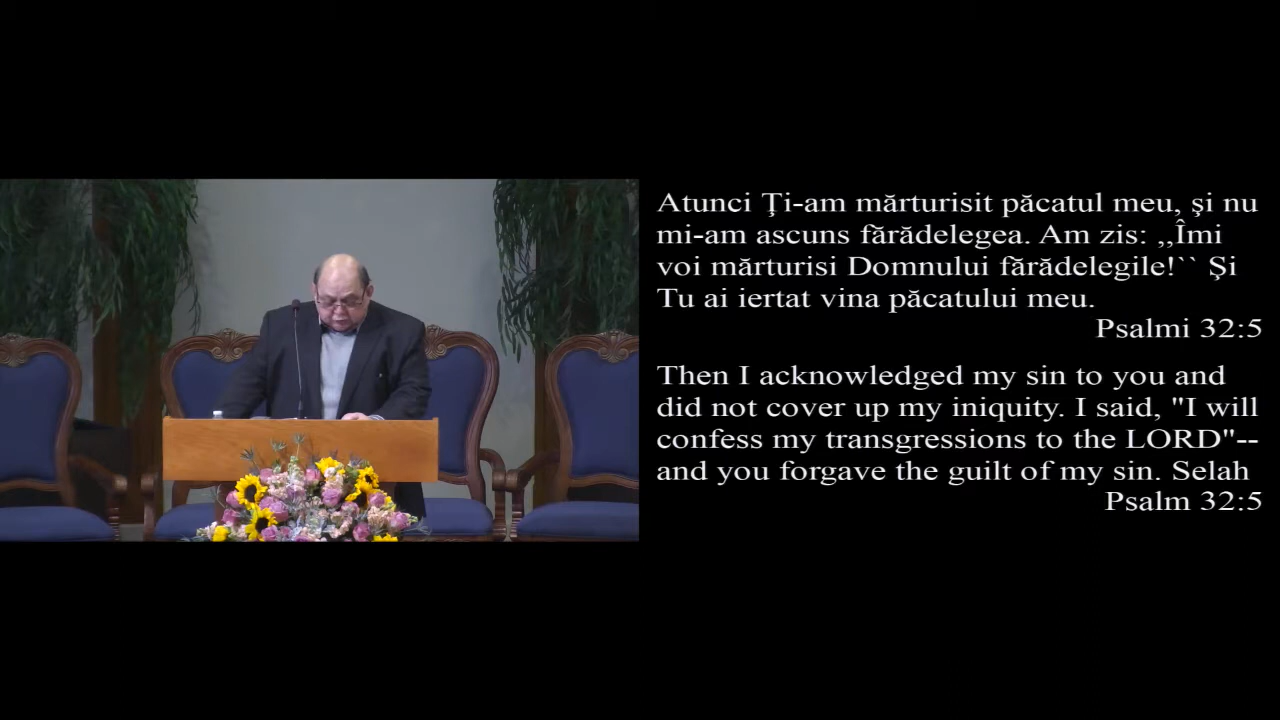 Atunci Ţi-am mărturisit păcatul meu, şi nu
mi-am ascuns fărădelegea. Am zis: ,,Îmi
voi mărturisi Domnului fărădelegile!`` Şi
Tu ai iertat vina păcatului meu.
Psalmi 32:5
Then I acknowledged my sin to you and
did not cover up my iniquity. I said, "I will
confess my transgressions to the LORD"--
and you forgave the guilt of my sin. Selah
Psalm 32:5